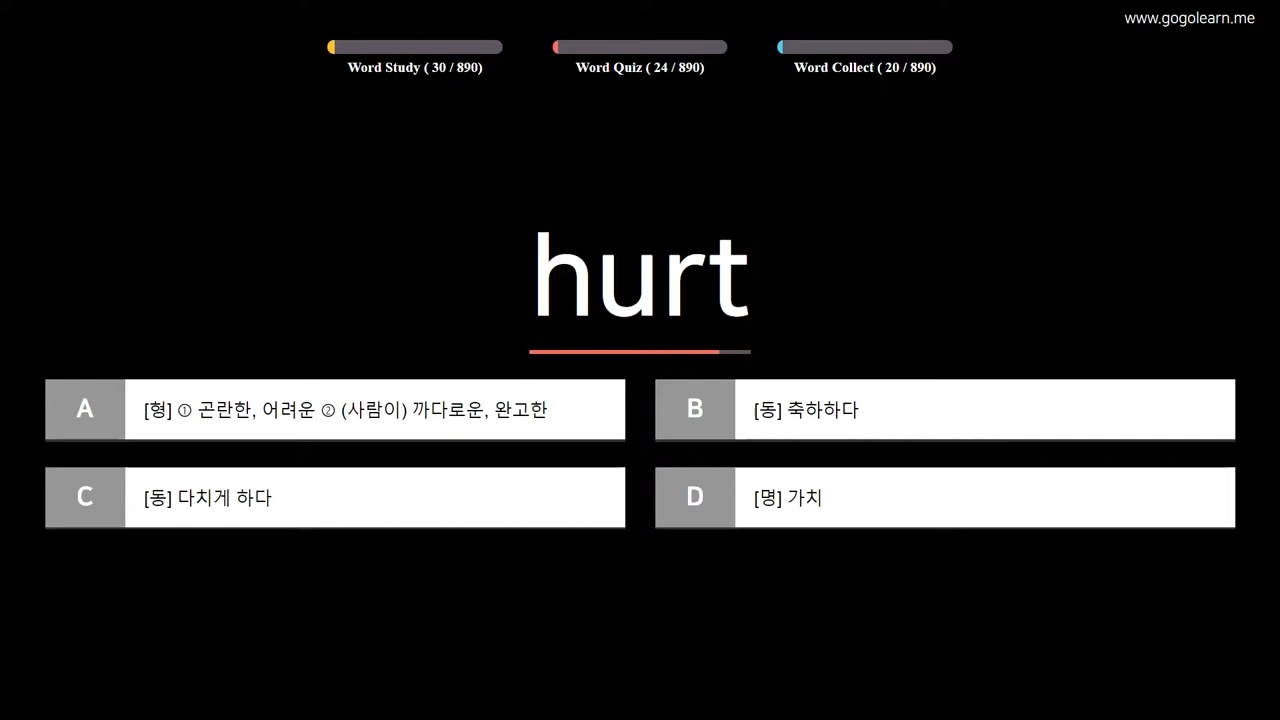 www.gogolearn.me
Word Study ( 30 / 890)
Word Quiz ( 24 / 890)
Word Collect ( 20 / 890)
hurt
A [형] ① 곤란한, 어려운 ② (사람이) 까다로운, 완고한
B [동] 축하하다
C [동] 다치게 하다
D [명] 가치